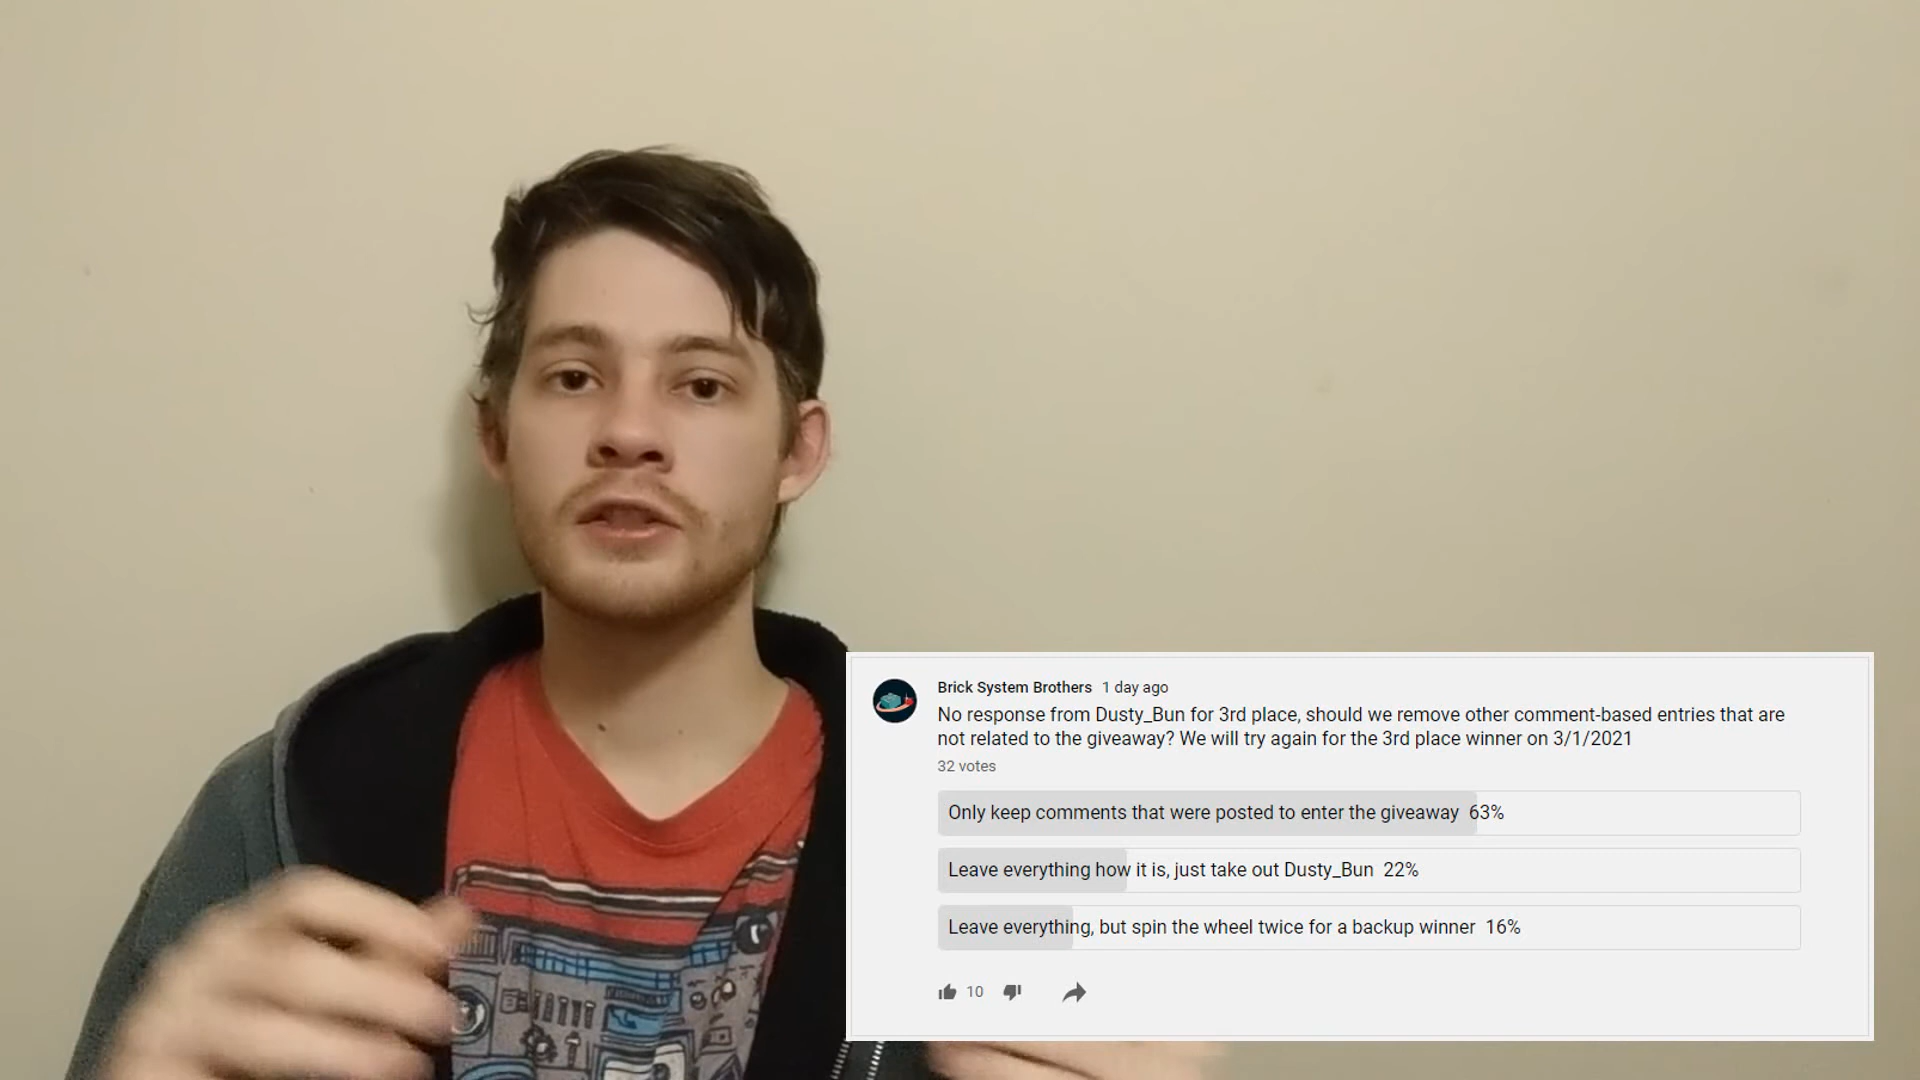 Brick System Brothers 1 day ago
No response from Dusty_Bun for 3rd place, should we remove other comment-based entries that are
not related to the giveaway? We will try again for the 3rd place winner on 3/1/2021
32 votes
Only keep comments that were posted to enter the giveaway 63%
Leave everything how it is, just take out Dusty_Bun 22%
Leave everything, but spin the wheel twice for a backup winner 16%
10